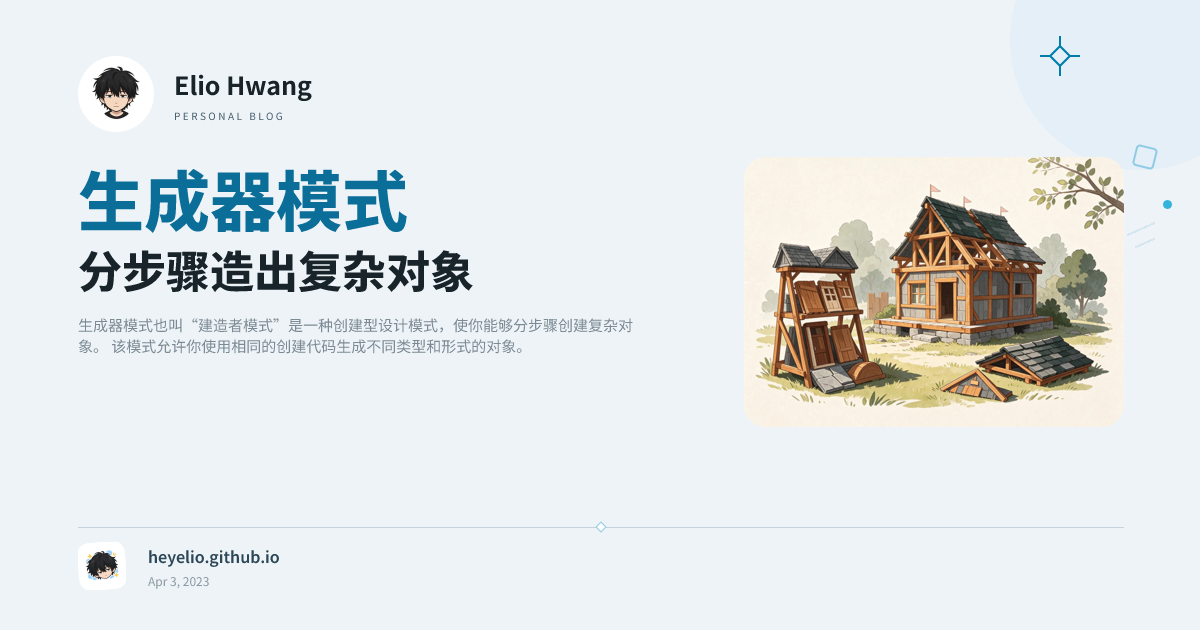 Elio Hwang
PERSONAL BLOG
生成器模式
分步骤造出复杂对象
生成器模式也叫“建造者模式”是一种创建型设计模式，使你能够分步骤创建复杂对
象。 该模式允许你使用相同的创建代码生成不同类型和形式的对象。
heyelio.github.io
Apr 3, 2023